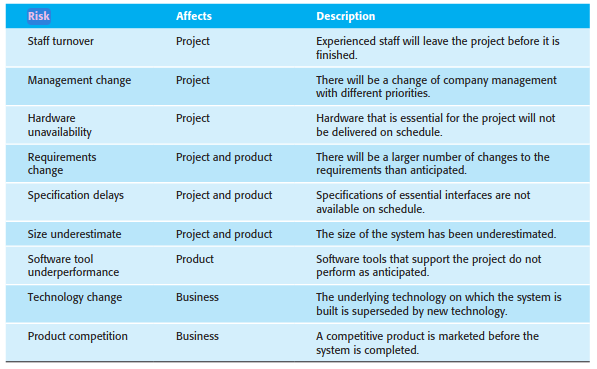 Risk Affects Description
Staff turnover Project Experienced staff will leave the project before it is
finished.
Management change Project There will be a change of company management
with different priorities.
Hardware Project Hardware that is essential for the project will not
unavailability be delivered on schedule.
Requirements Project and product There will be a larger number of changes to the
change requirements than anticipated.
Specification delays Project and product Specifications of essential interfaces are not
available on schedule.
Size underestimate Project and product The size of the system has been underestimated.
Software tool Product Software tools that support the project do not
underperformance perform as anticipated.
Technology change Business The underlying technology on which the system is
built is superseded by new technology.
Product competition Business A competitive product is marketed before the
system is completed.